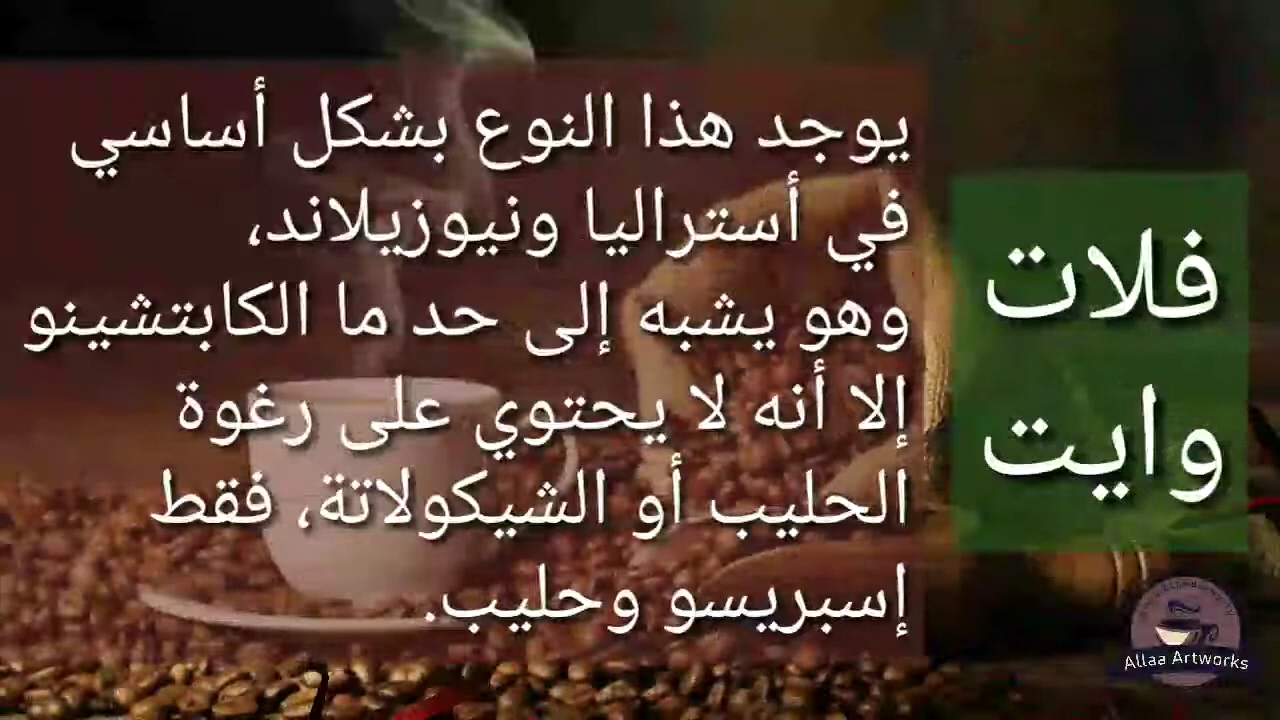 فلات
وايت
يوجد هذا النوع بشكل أساسي
في أستراليا ونيوزيلاند،
وهو يشبه إلى حد ما الكابتشينو
إلا أنه لا يحتوي على رغوة
الحليب أو الشيكولاتة، فقط
إسبريسو وحليب.
Allaa Artworks